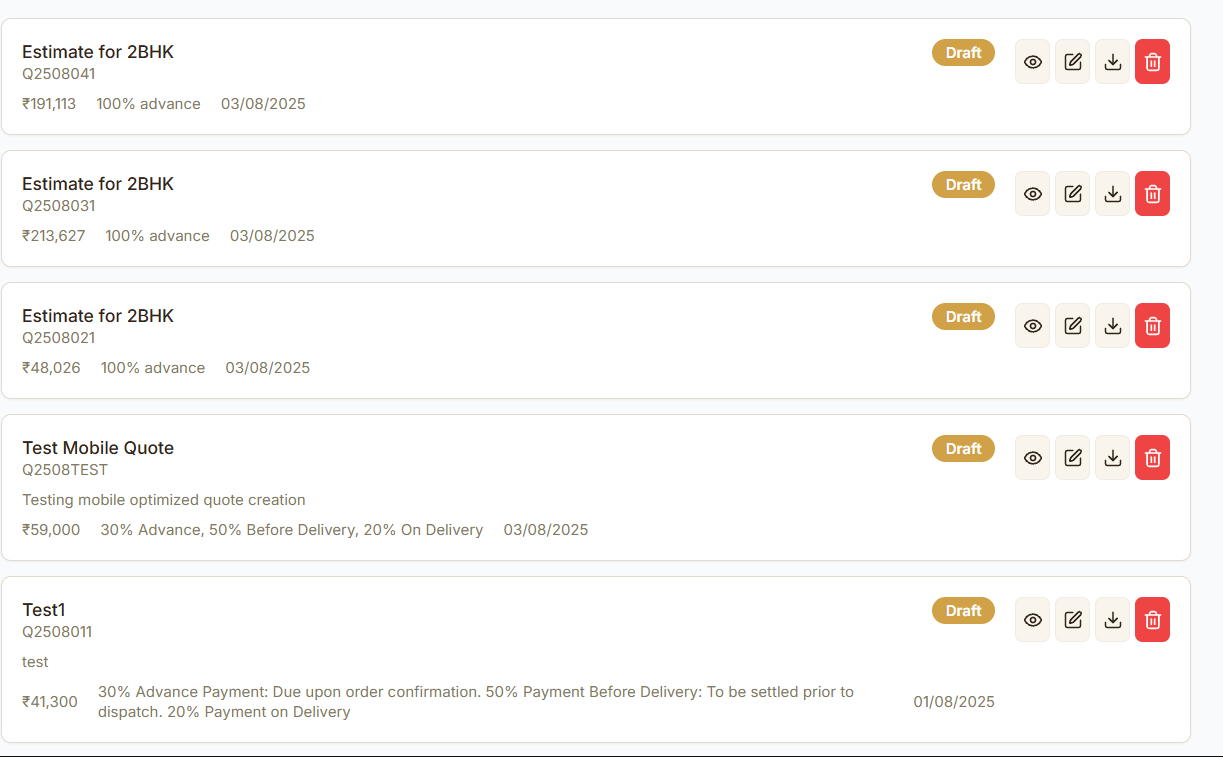 Estimate for 2BHK
Draft
Q2508041
₹191,113 100% advance 03/08/2025
Estimate for 2BHK
Draft
Q2508031
₹213,627 100% advance 03/08/2025
Estimate for 2BHK
Draft
Q2508021
₹48,026 100% advance 03/08/2025
Test Mobile Quote
Draft
Q2508TEST
Testing mobile optimized quote creation
₹59,000 30% Advance, 50% Before Delivery, 20% On Delivery 03/08/2025
Test1
Draft
Q2508011
test
₹41,300 30% Advance Payment: Due upon order confirmation. 50% Payment Before Delivery: To be settled prior to
dispatch. 20% Payment on Delivery
01/08/2025